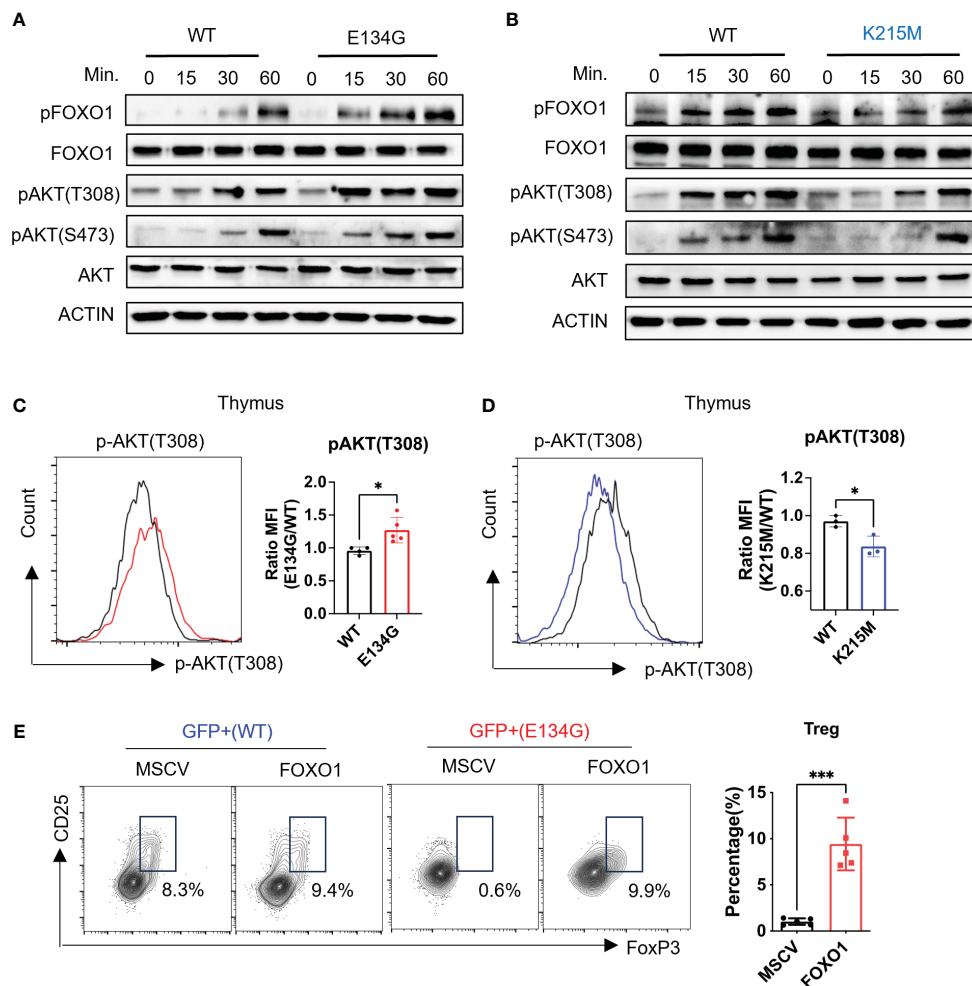 A
WT E134G
Min. 0 15 30 60 0 15 30 60
pFOXO1
FOXO1
pAKT(T308)
pAKT(S473)
AKT
ACTIN
B
WT K215M
Min. 0 15 30 60 0 15 30 60
pFOXO1
FOXO1
pAKT(T308)
pAKT(S473)
AKT
ACTIN
C
Thymus
p-AKT(T308)
Count
p-AKT(T308)
pAKT(T308)
Ratio MFI
(E134G/WT)
2.0
1.5
1.0
0.5
0.0
*
WT
E134G
D
Thymus
p-AKT(T308)
Count
p-AKT(T308)
pAKT(T308)
Ratio MFI
(K215M/WT)
1.2
1.0
0.8
0.6
*
WT
K215M
E
GFP+(WT) GFP+(E134G)
MSCV FOXO1 MSCV FOXO1
CD25
8.3% 9.4% 0.6% 9.9%
FoxP3
Treg
Percentage(%)
15
10
5
0
***
MSCV
FOXO1